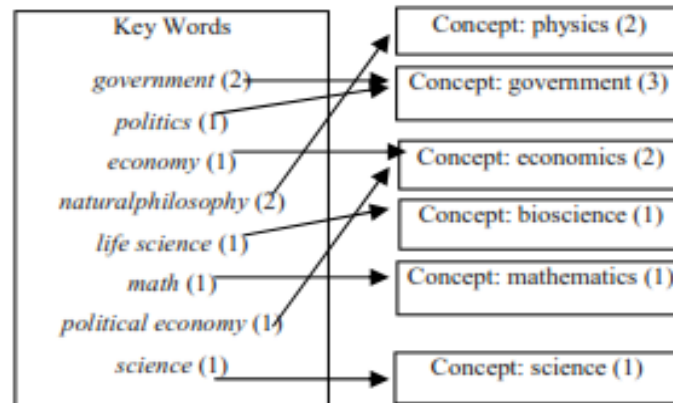 Key Words
government (2)
politics (1)
economy (1)
naturalphilosophy (2)
life science (1)
math (1)
political economy (1)
science (1)
Concept: physics (2)
Concept: government (3)
Concept: economics (2)
Concept: bioscience (1)
Concept: mathematics (1)
Concept: science (1)